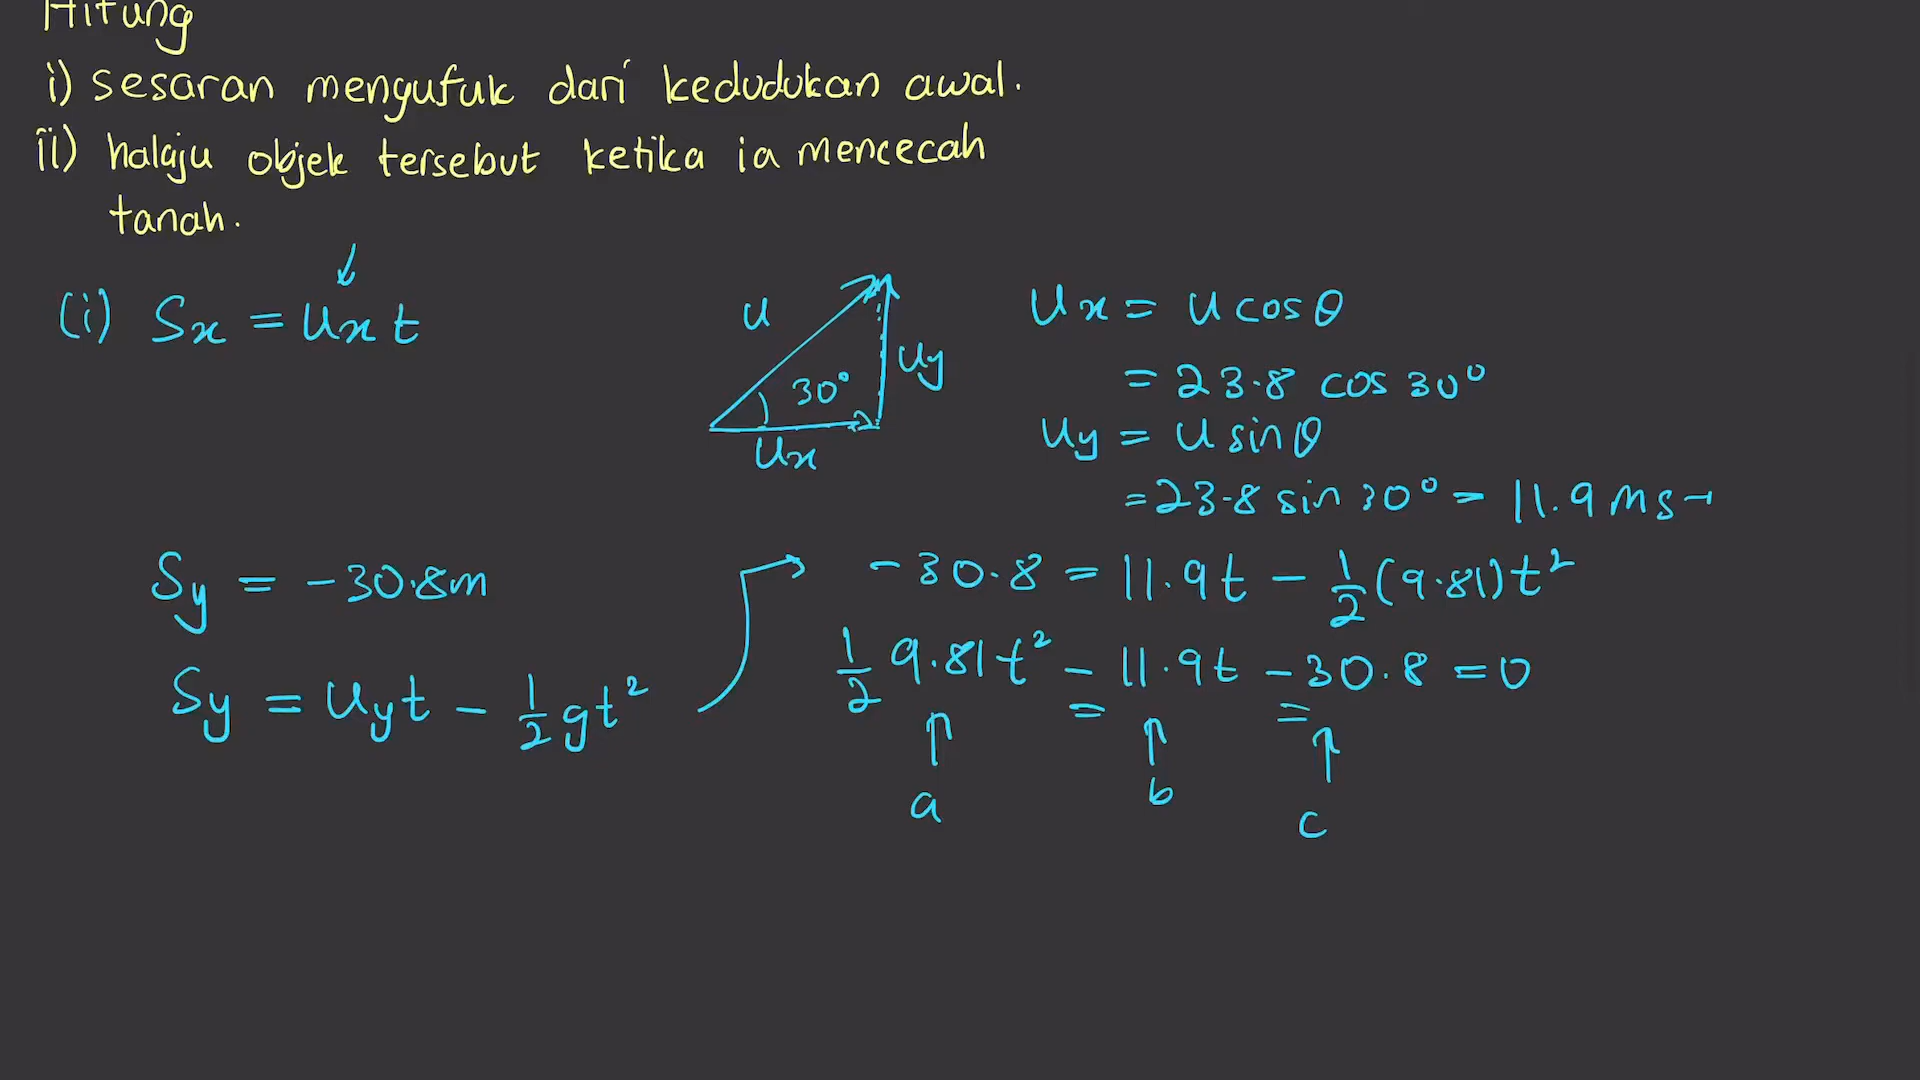 Hitung
i) sesaran mengufuk dari kedudukan awal.
ii) halaju objek tersebut ketika ia mencecah
tanah.
(i) Sx = Ux t
u
30°
Uy
Ux
Ux = U cos θ
= 23.8 cos 30°
Uy = U sin θ
= 23.8 sin 30° = 11.9 ms⁻¹
Sy = -30.8m
Sy = Uyt - 1/2 gt²
-30.8 = 11.9t - 1/2 (9.81)t²
1/2 9.81t² - 11.9t - 30.8 = 0
a
b
c